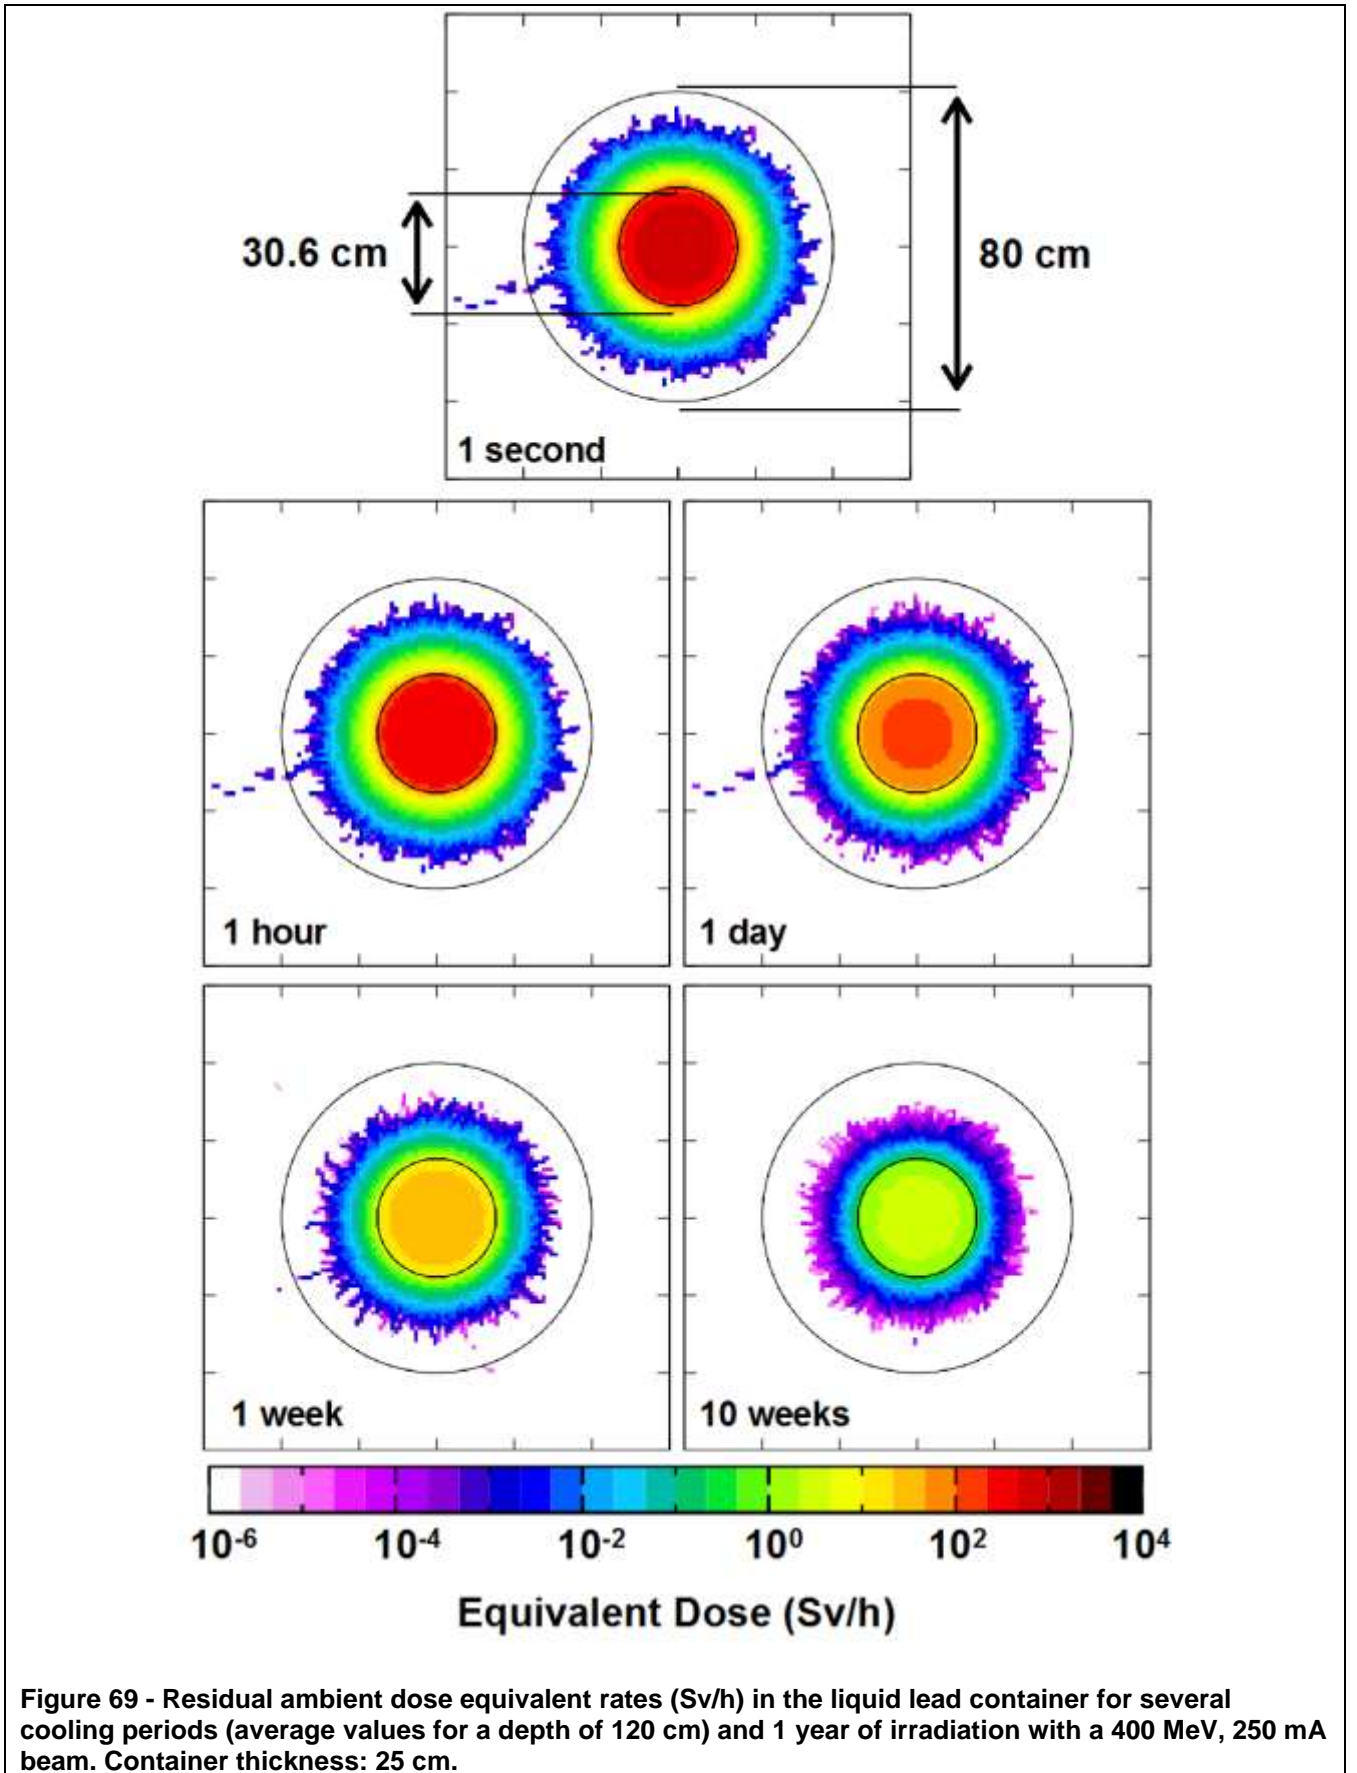 30.6 cm
80 cm
1 second
1 hour
1 day
1 week
10 weeks
10-6 10-4 10-2 100 102 104
Equivalent Dose (Sv/h)
Figure 69 - Residual ambient dose equivalent rates (Sv/h) in the liquid lead container for several
cooling periods (average values for a depth of 120 cm) and 1 year of irradiation with a 400 MeV, 250 mA
beam. Container thickness: 25 cm.